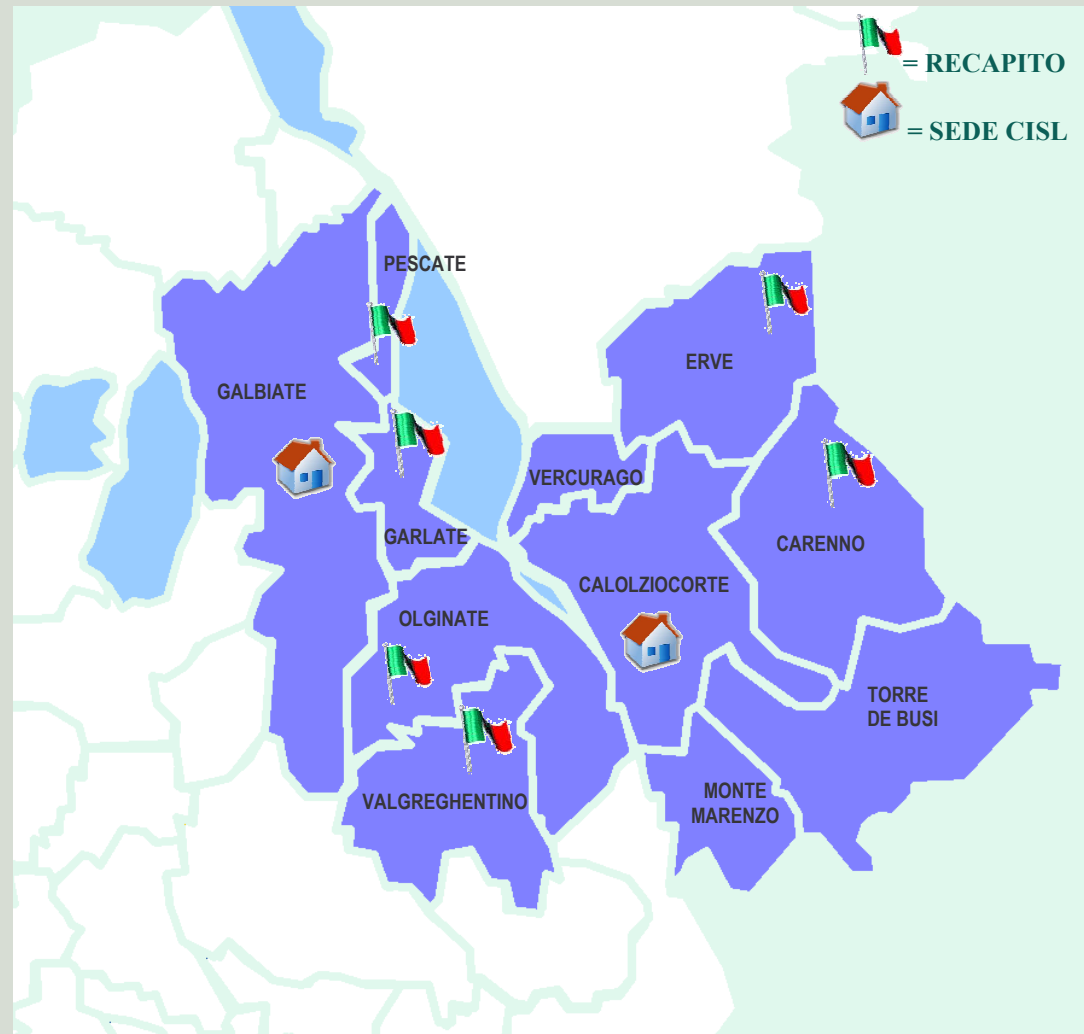 = RECAPITO
= SEDE CISL
PESCATE
ERVE
GALBIATE
VERCURAGO
GARLATE
CARENNO
CALOLZIOCORTE
OLGINATE
TORRE
DE BUSI
MONTE
MARENZO
VALGREGHENTINO